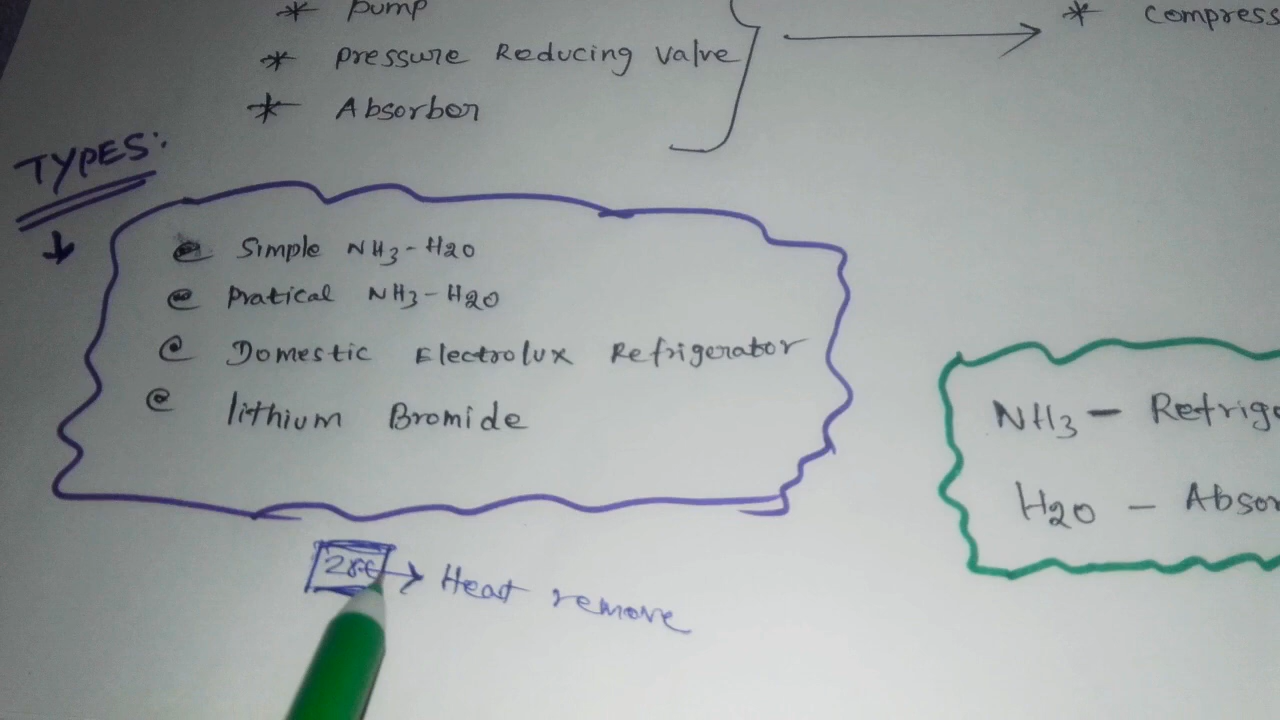 * Pump
* Pressure Reducing Valve
* Absorber
* Compress
TYPES:
@ Simple NH3-H2O
@ Pratical NH3-H2O
@ Domestic Electrolux Refrigerator
@ lithium Bromide
NH3 - Refrige
H2O - Absor
Heat remove